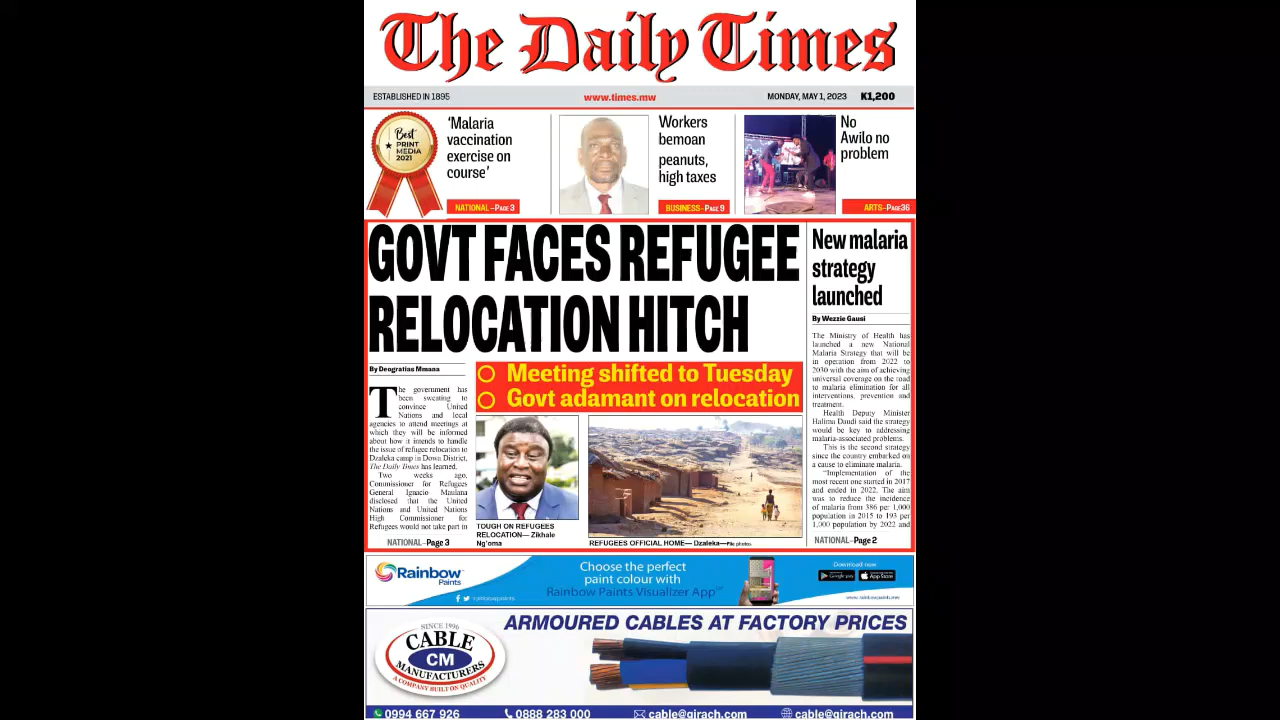 The Daily Times
ESTABLISHED IN 1895
www.times.mw
MONDAY, MAY 1, 2023
K1,200
Best
PRINT
MEDIA
2021
'Malaria
vaccination
exercise on
course'
NATIONAL–PAGE 3
Workers
bemoan
peanuts,
high taxes
BUSINESS–PAGE 9
No
Awilo no
problem
ARTS–PAGE36
GOVT FACES REFUGEE
RELOCATION HITCH
By Deogratias Mmana
The government has
been sweating to
convince United
Nations and local
agencies to attend meetings at
which they will be informed
about how it intends to handle
the issue of refugee relocation to
Dzaleka camp in Dowa District,
The Daily Times has learned.
Two weeks ago,
Commissioner for Refugees
General Ignacio Maulana
disclosed that the United
Nations and United Nations
High Commissioner for
Refugees would not take part in
NATIONAL–Page 3
Meeting shifted to Tuesday
Govt adamant on relocation
TOUGH ON REFUGEES
RELOCATION— Zikhale
Ng'oma
REFUGEES OFFICIAL HOME— Dzaleka—File photos
New malaria
strategy
launched
By Wezzie Gausi
The Ministry of Health has
launched a new National
Malaria Strategy that will be
in operation from 2022 to
2030 with the aim of achieving
universal coverage on the road
to malaria elimination for all
interventions, prevention and
treatment.
Health Deputy Minister
Halima Daudi said the strategy
would be key to addressing
malaria-associated problems.
This is the second strategy
since the country embarked on
a cause to eliminate malaria.
"Implementation of the
most recent one started in 2017
and ended in 2022. The aim
was to reduce the incidence
of malaria from 386 per 1,000
population in 2015 to 193 per
1,000 population by 2022 and
NATIONAL–Page 2
Rainbow
Paints
Choose the perfect
paint colour with
Rainbow Paints Visualizer App
Download now
Google play
App Store
SINCE 1996
CABLE
CM
MANUFACTURERS
A COMPANY BUILT ON QUALITY
ARMOURED CABLES AT FACTORY PRICES
0994 667 926
0888 283 000
cable@girach.com
cable@girach.com